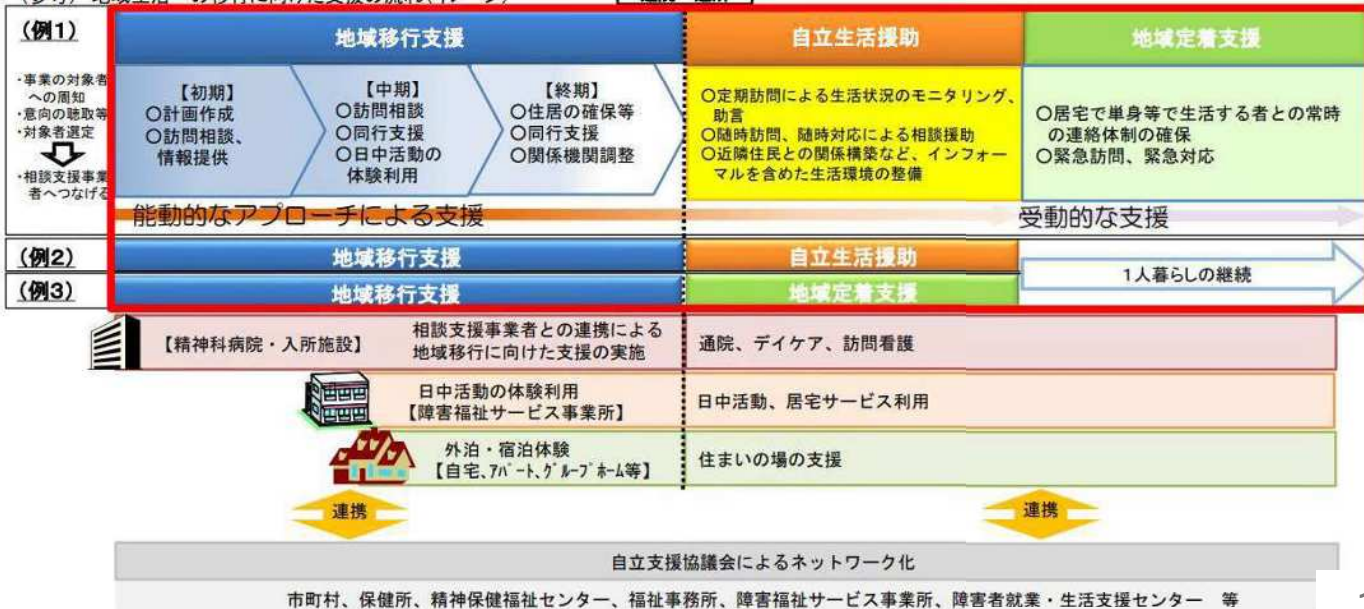 (例1)
・事業の対象者
への周知
・意向の聴取等
・対象者選定
・相談支援事業
者へつなげる
地域移行支援
自立生活援助
地域定着支援
【初期】
〇計画作成
〇訪問相談、
情報提供
【中期】
〇訪問相談
〇同行支援
〇日中活動の
体験利用
【終期】
〇住居の確保等
〇同行支援
〇関係機関調整
〇定期訪問による生活状況のモニタリング、
助言
〇随時訪問、随時対応による相談援助
〇近隣住民との関係構築など、インフォー
マルを含めた生活環境の整備
〇居宅で単身等で生活する者との常時
の連絡体制の確保
〇緊急訪問、緊急対応
能動的なアプローチによる支援
受動的な支援
(例2)
地域移行支援
自立生活援助
1人暮らしの継続
(例3)
地域移行支援
地域定着支援
【精神科病院・入所施設】
相談支援事業者との連携による
地域移行に向けた支援の実施
通院、デイケア、訪問看護
日中活動の体験利用
【障害福祉サービス事業所】
日中活動、居宅サービス利用
外泊・宿泊体験
【自宅、ｱﾊﾟｰﾄ、ｸﾞﾙｰﾌﾟﾎｰﾑ等】
住まいの場の支援
連携
連携
自立支援協議会によるネットワーク化
市町村、保健所、精神保健福祉センター、福祉事務所、障害福祉サービス事業所、障害者就業・生活支援センター 等